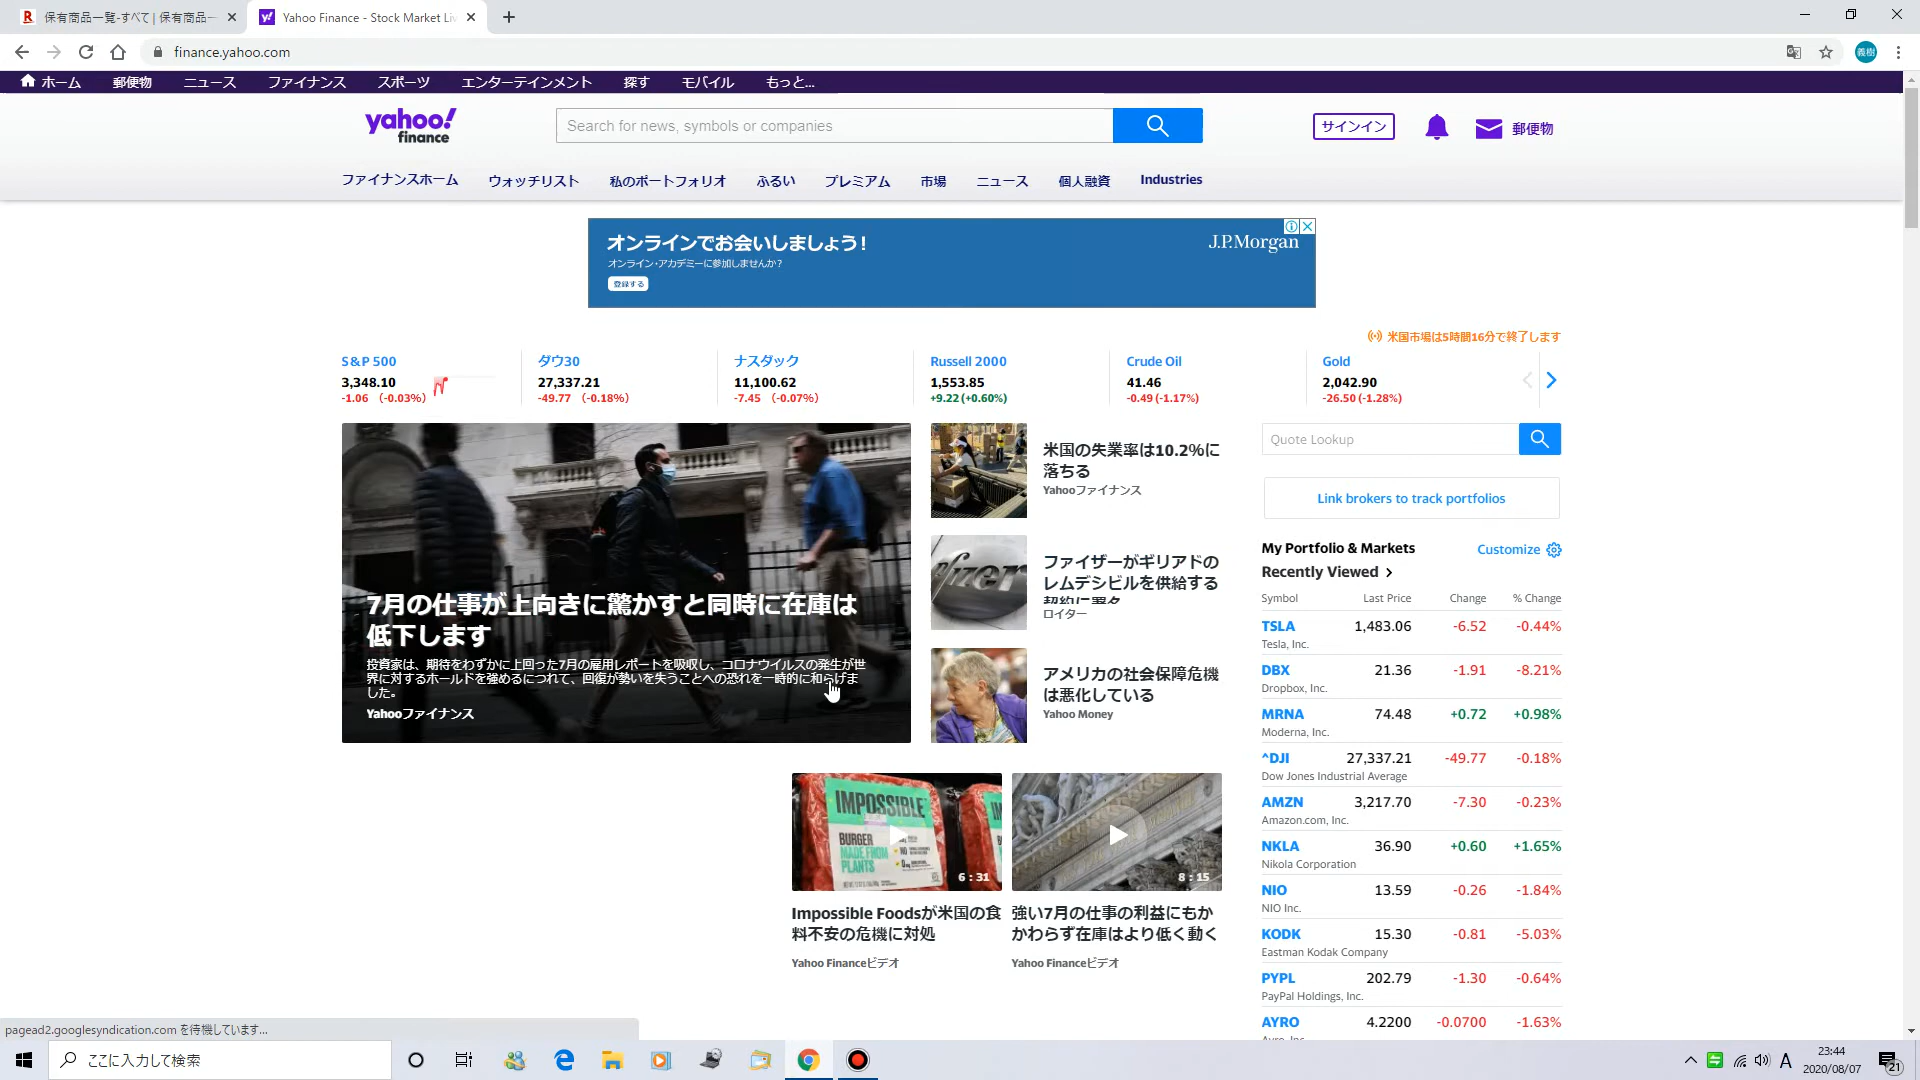 保有商品一覧-すべて | 保有商品一
Yahoo Finance - Stock Market Liv
finance.yahoo.com
義樹
ホーム 郵便物 ニュース ファイナンス スポーツ エンターテインメント 探す モバイル もっと...
yahoo!
finance
Search for news, symbols or companies
サインイン
郵便物
ファイナンスホーム ウォッチリスト 私のポートフォリオ ふるい プレミアム 市場 ニュース 個人融資 Industries
オンラインでお会いしましょう!
オンライン・アカデミーに参加しませんか?
登録する
J.P.Morgan
米国市場は5時間16分で終了します
S&P 500
3,348.10
-1.06 (-0.03%)
ダウ30
27,337.21
-49.77 (-0.18%)
ナスダック
11,100.62
-7.45 (-0.07%)
Russell 2000
1,553.85
+9.22 (+0.60%)
Crude Oil
41.46
-0.49 (-1.17%)
Gold
2,042.90
-26.50 (-1.28%)
7月の仕事が上向きに驚かすと同時に在庫は
低下します
投資家は、期待をわずかに上回った7月の雇用レポートを吸収し、コロナウイルスの発生が世
界に対するホールドを強めるにつれて、回復が勢いを失うことへの恐れを一時的に和らげま
した。
Yahooファイナンス
米国の失業率は10.2%に
落ちる
Yahooファイナンス
Pfizer
ファイザーがギリアドの
レムデシビルを供給する
契約に署名
ロイター
アメリカの社会保障危機
は悪化している
Yahoo Money
IMPOSSIBLE
BURGER
MADE FROM
PLANTS
6:31
Impossible Foodsが米国の食
料不安の危機に対処
Yahoo Financeビデオ
8:15
強い7月の仕事の利益にもか
かわらず在庫はより低く動く
Yahoo Financeビデオ
Quote Lookup
Link brokers to track portfolios
My Portfolio & Markets
Customize
Recently Viewed
Symbol Last Price Change % Change
TSLA 1,483.06 -6.52 -0.44%
Tesla, Inc.
DBX 21.36 -1.91 -8.21%
Dropbox, Inc.
MRNA 74.48 +0.72 +0.98%
Moderna, Inc.
^DJI 27,337.21 -49.77 -0.18%
Dow Jones Industrial Average
AMZN 3,217.70 -7.30 -0.23%
Amazon.com, Inc.
NKLA 36.90 +0.60 +1.65%
Nikola Corporation
NIO 13.59 -0.26 -1.84%
NIO Inc.
KODK 15.30 -0.81 -5.03%
Eastman Kodak Company
PYPL 202.79 -1.30 -0.64%
PayPal Holdings, Inc.
AYRO 4.2200 -0.0700 -1.63%
pagead2.googlesyndication.com を待機しています...
ここに入力して検索
A
23:44
2020/08/07
21